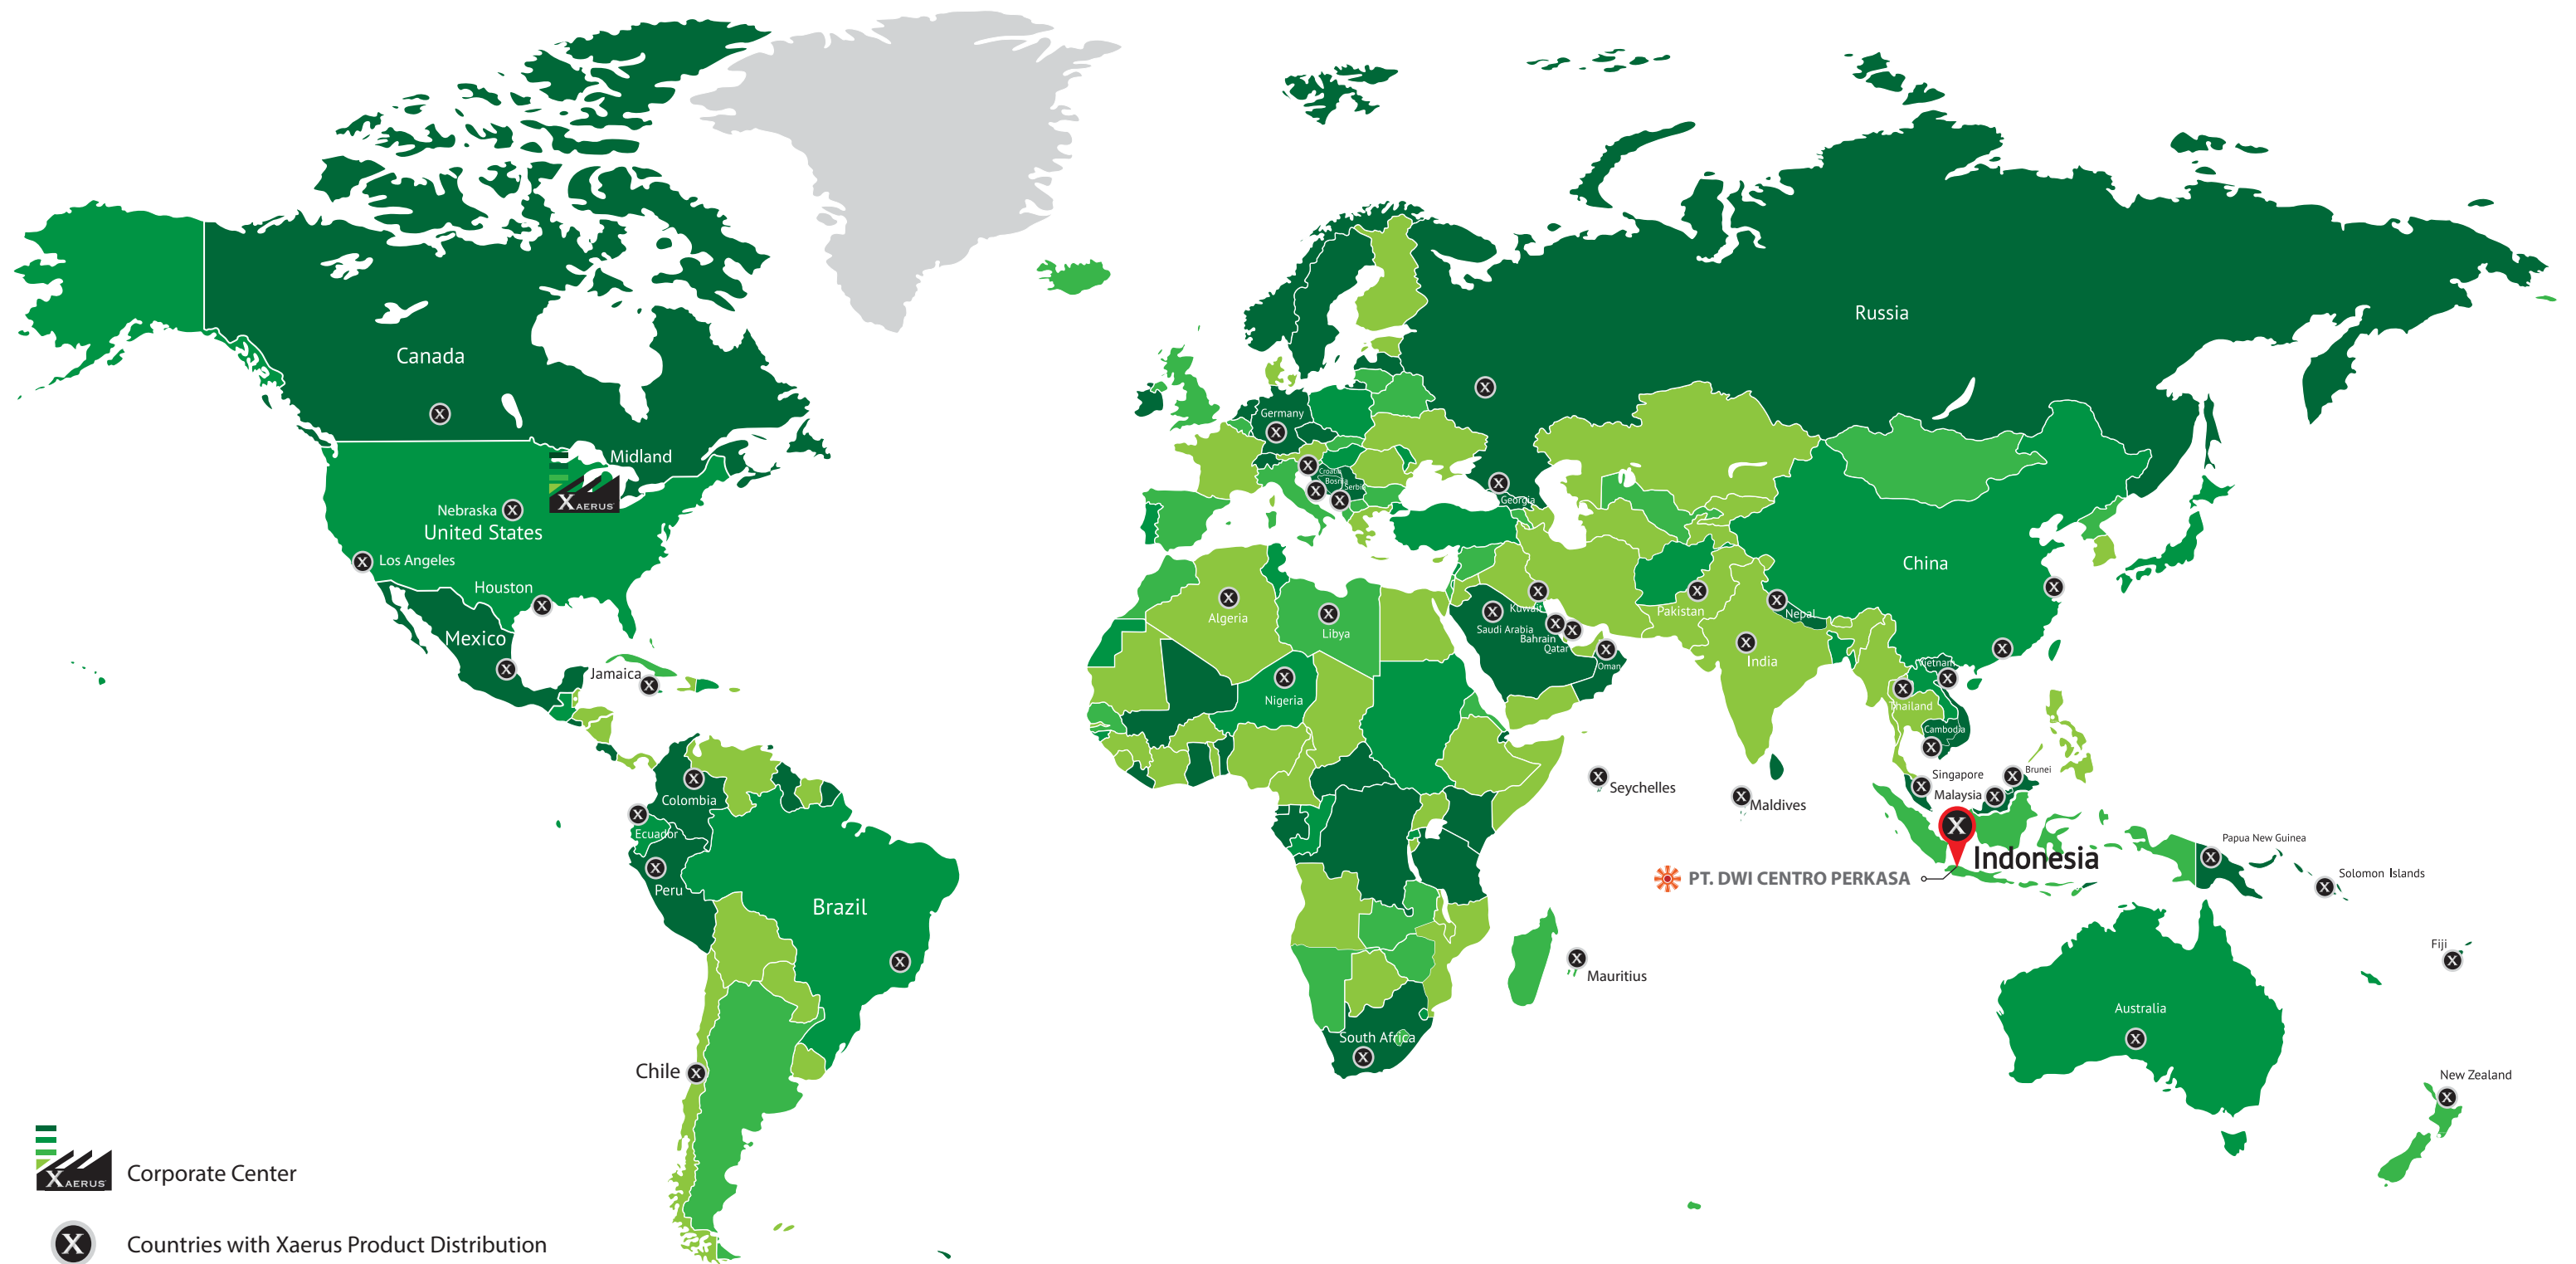 Russia
Canada
Midland
XAERUS
Nebraska
United States
Los Angeles
Houston
Mexico
Jamaica
Colombia
Ecuador
Peru
Brazil
Chile
Germany
Croatia
Bosnia
Serbia
Georgia
Algeria
Libya
Nigeria
South Africa
Kuwait
Saudi Arabia
Bahrain
Qatar
Oman
Pakistan
Nepal
India
China
Vietnam
Thailand
Cambodia
Seychelles
Maldives
Mauritius
Singapore
Malaysia
Brunei
X
Indonesia
PT. DWI CENTRO PERKASA
Papua New Guinea
Solomon Islands
Fiji
Australia
New Zealand
XAERUS
Corporate Center
X
Countries with Xaerus Product Distribution